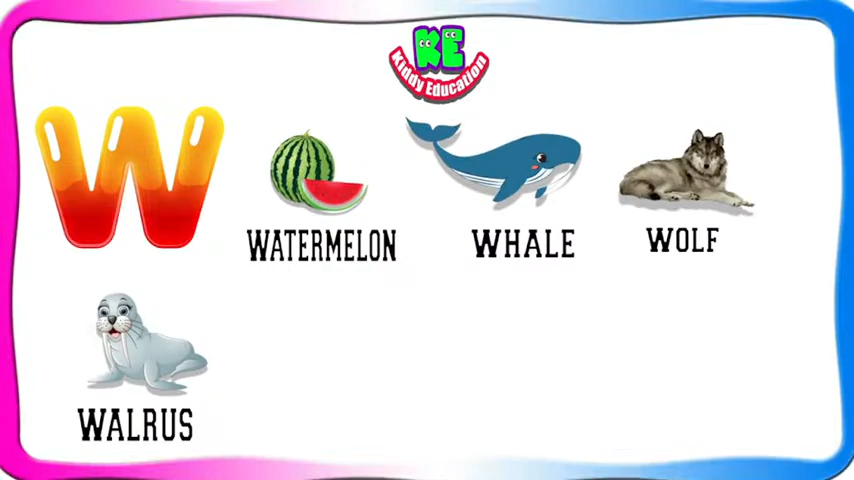 KE
Kiddy Education
W
WATERMELON
WHALE
WOLF
WALRUS